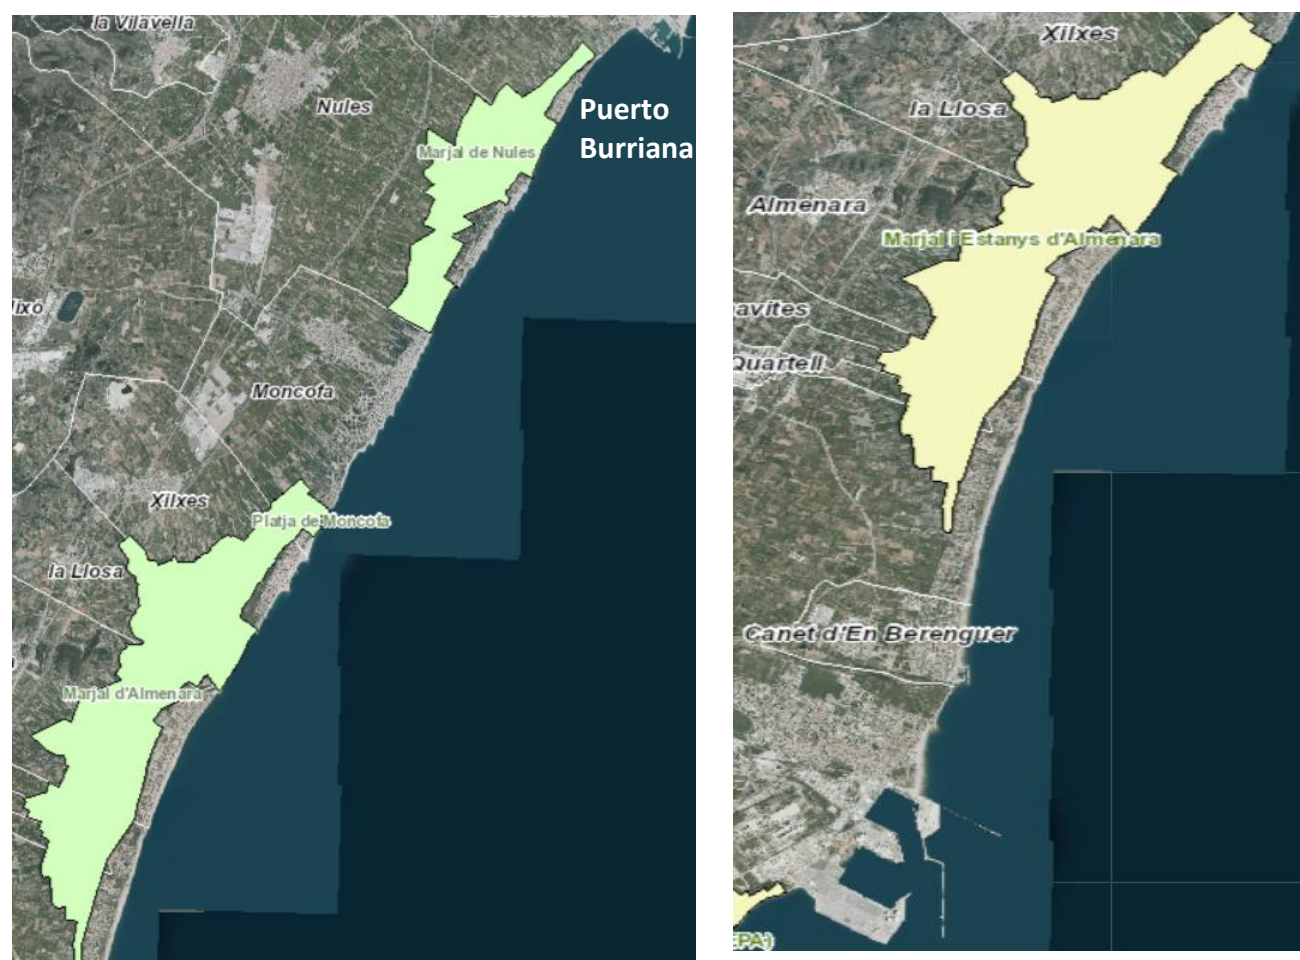 la Vilavella
Nules
Puerto
Burriana
Marjal de Nules
Moncofa
Xilxes
Platja de Moncofa
la Llosa
Marjal d'Almenara
Xilxes
la Llosa
Almenara
Marjal i Estanys d'Almenara
avites
Quartell
Canet d'En Berenguer
EPA)